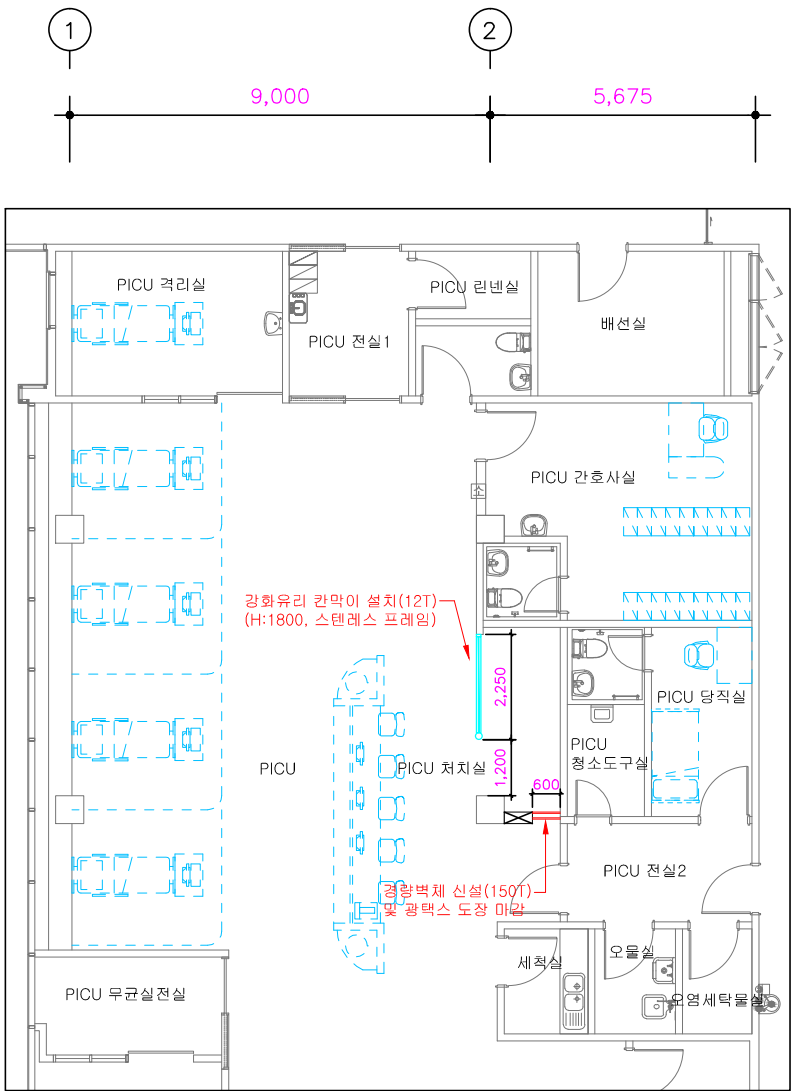 1
2
9,000
5,675
PICU 격리실
PICU 린넨실
배선실
PICU 전실1
PICU 간호사실
소
강화유리 칸막이 설치(12T)
(H:1800, 스텐레스 프레임)
2,250
PICU 당직실
PICU
청소도구실
PICU
PICU 처치실
1,200
600
PICU 전실2
경량벽체 신설(150T)
및 광택스 도장 마감
세척실
오물실
PICU 무균실전실
오염세탁물실